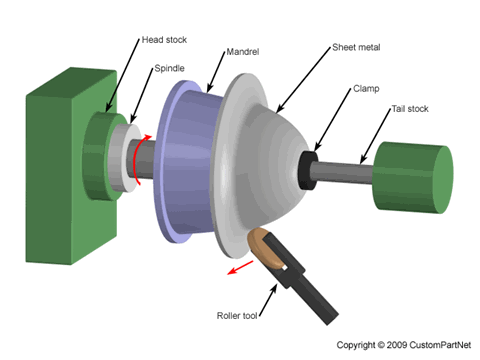 Head stock
Spindle
Mandrel
Sheet metal
Clamp
Tail stock
Roller tool
Copyright © 2009 CustomPartNet